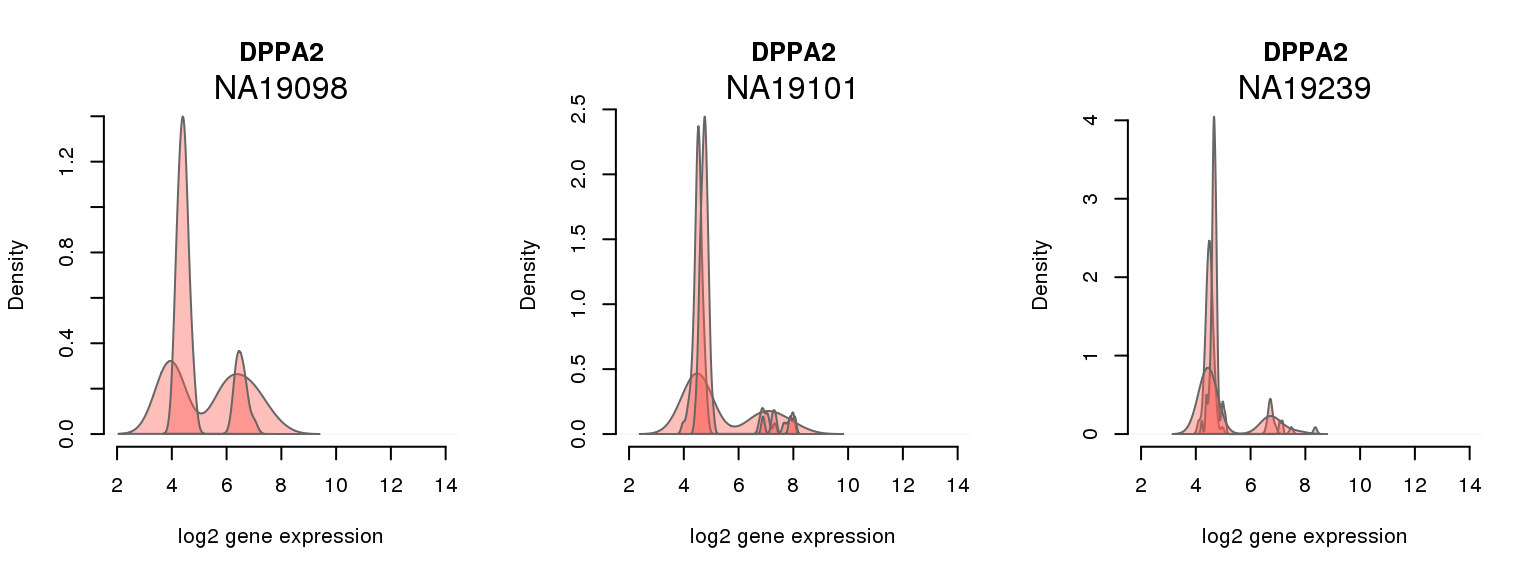 DPPA2
NA19098
Density
0.0 0.4 0.8 1.2
2 4 6 8 10 12 14
log2 gene expression
DPPA2
NA19101
Density
0.0 0.5 1.0 1.5 2.0 2.5
2 4 6 8 10 12 14
log2 gene expression
DPPA2
NA19239
Density
0 1 2 3 4
2 4 6 8 10 12 14
log2 gene expression